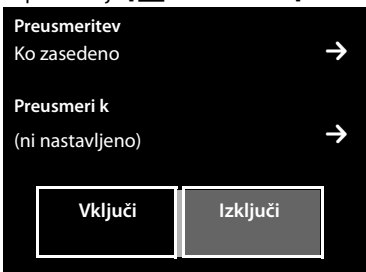 Preusmeritev
Ko zasedeno
Preusmeri k
(ni nastavljeno)
Vključi
Izključi